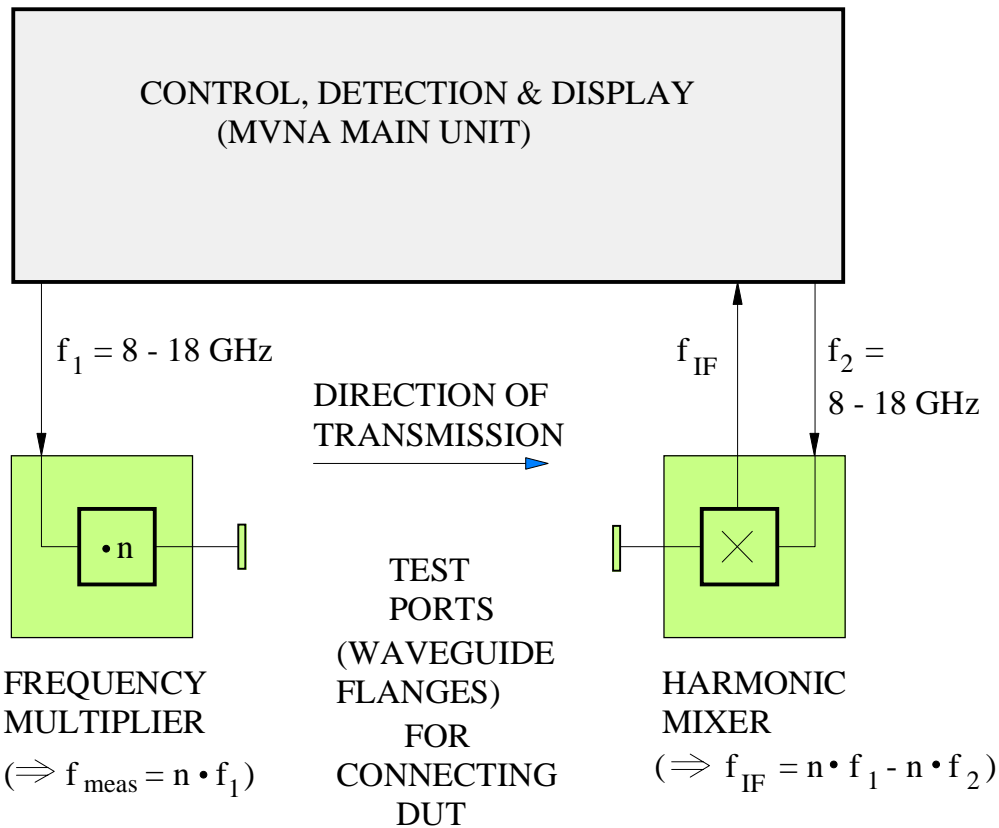 CONTROL, DETECTION & DISPLAY
(MVNA MAIN UNIT)
f1 = 8 - 18 GHz
fIF
f2 =
8 - 18 GHz
DIRECTION OF
TRANSMISSION
•n
×
TEST
PORTS
(WAVEGUIDE
FLANGES)
FOR
CONNECTING
DUT
FREQUENCY
MULTIPLIER
(⇒ fmeas = n • f1)
HARMONIC
MIXER
(⇒ fIF = n • f1 - n • f2)